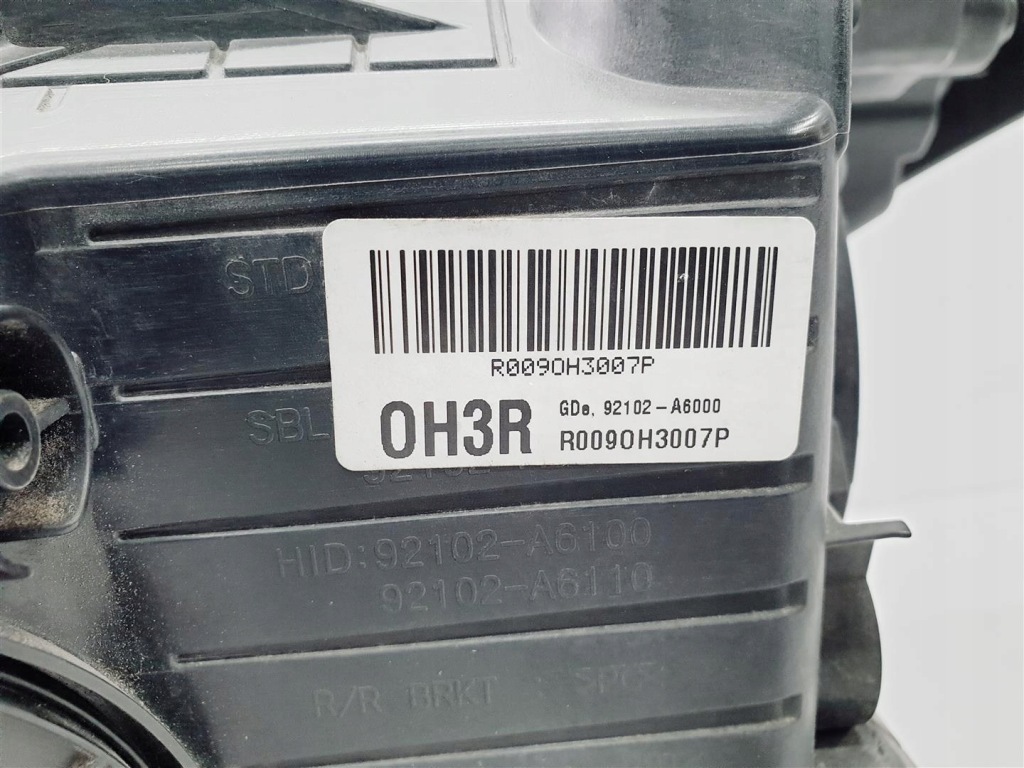 STD
R0090H3007P
SBL
0H3R
GDe, 92102-A6000
R0090H3007P
HID:92102-A6100
92102-A6110
R/R BRKT